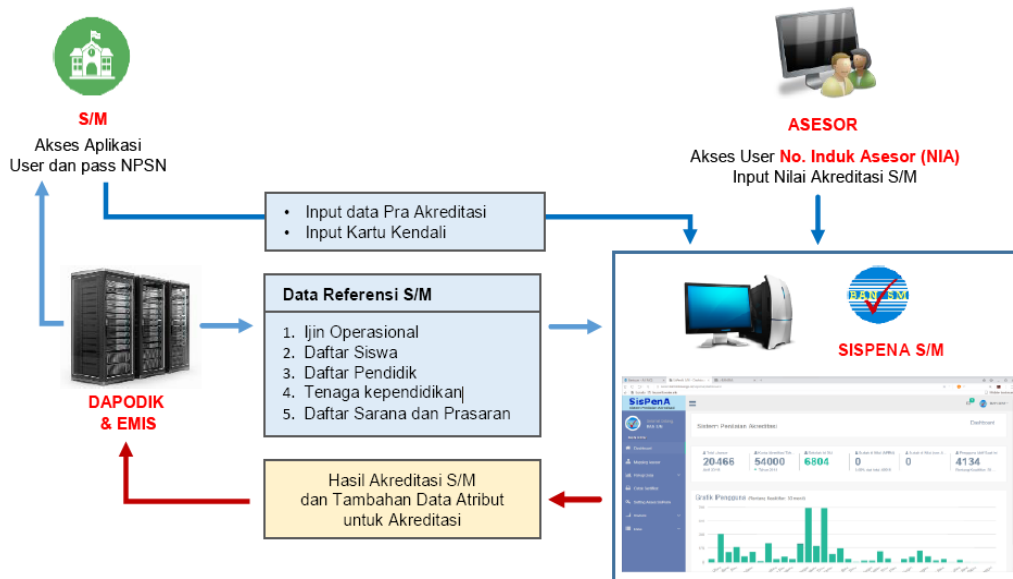 S/M
Akses Aplikasi
User dan pass NPSN
ASESOR
Akses User No. Induk Asesor (NIA)
Input Nilai Akreditasi S/M
• Input data Pra Akreditasi
• Input Kartu Kendali
Data Referensi S/M
1. Ijin Operasional
2. Daftar Siswa
3. Daftar Pendidik
4. Tenaga kependidikan
5. Daftar Sarana dan Prasaran
DAPODIK
& EMIS
Hasil Akreditasi S/M
dan Tambahan Data Atribut
untuk Akreditasi
BAN SM
SISPENA S/M
SisPenA
Sistem Penilaian Akreditasi
Dashboard
20466
54000
6804
0
0
4134
Grafik Pengguna